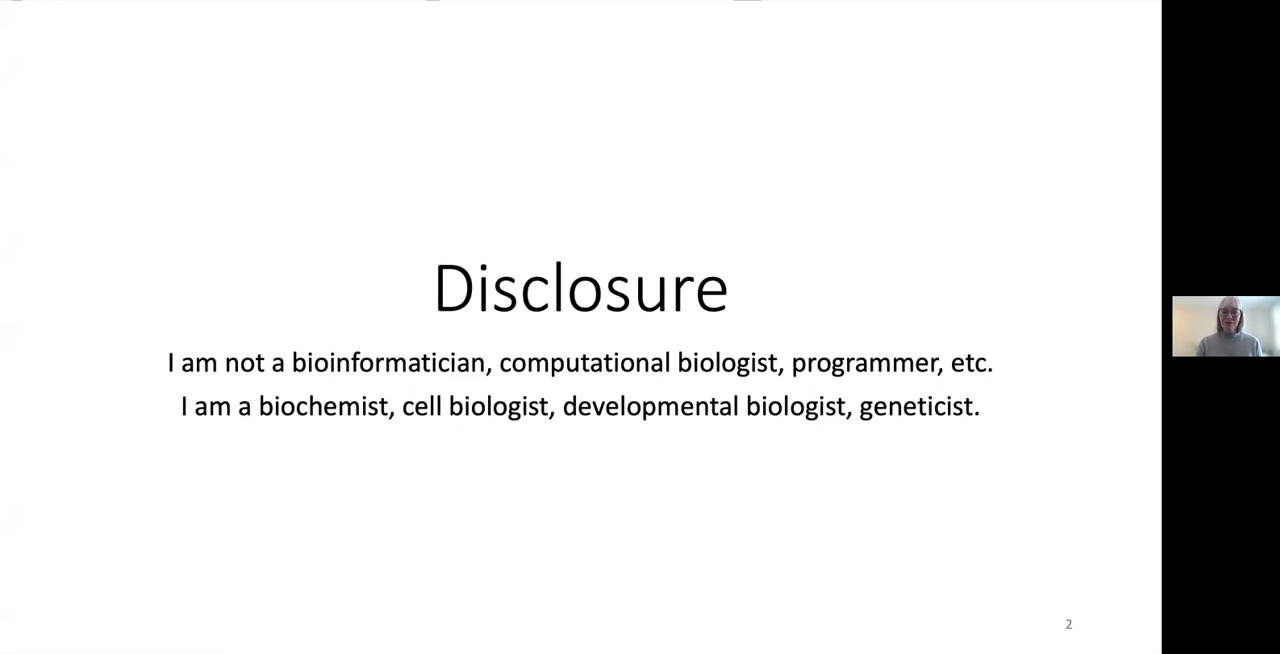 Disclosure
I am not a bioinformatician, computational biologist, programmer, etc.
I am a biochemist, cell biologist, developmental biologist, geneticist.
2